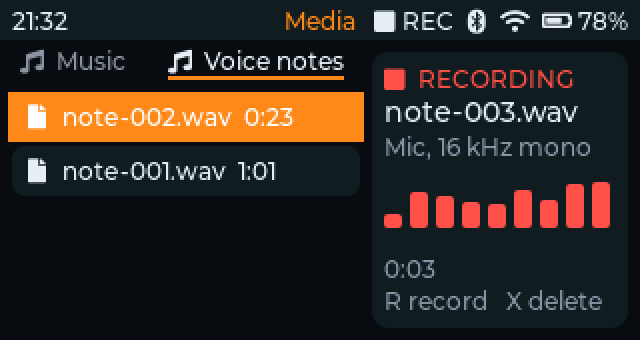 21:32 Media REC 78%
Music Voice notes
note-002.wav 0:23
note-001.wav 1:01
RECORDING
note-003.wav
Mic, 16 kHz mono
0:03
R record X delete